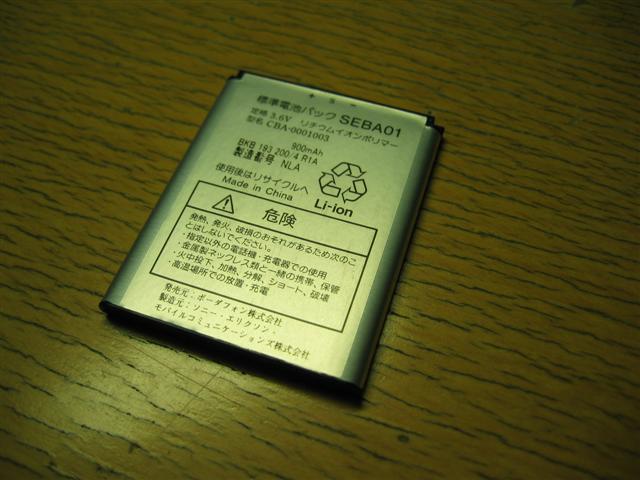 + S -
標準電池パック SEBA01
定格 3.6V リチウムイオンポリマー
型名 CBA-0001003
900mAh
BKB 193 200/4 R1A
製造番号 NLA
使用後はリサイクルへ
Made in China
Li-ion
危険
発熱、発火、破損のおそれがあるため次のこ
とはしないでください。
・指定以外の電話機・充電器での使用
・金属製ネックレス類と一緒の携帯、保管
・火中投下、加熱、分解、ショート、破壊
・高温場所での放置・充電
発売元：ボーダフォン株式会社
製造元：ソニー・エリクソン・
モバイルコミュニケーションズ株式会社